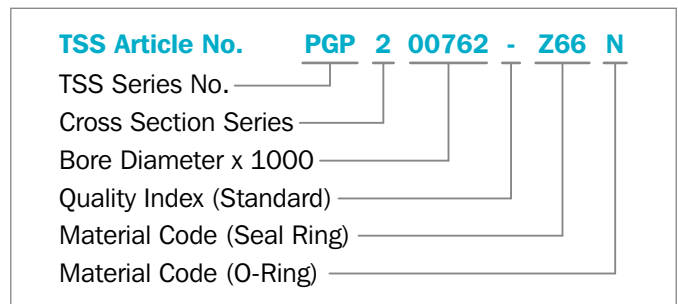 TSS Article No. PGP 2 00762 - Z66 N
TSS Series No.
Cross Section Series
Bore Diameter x 1000
Quality Index (Standard)
Material Code (Seal Ring)
Material Code (O-Ring)